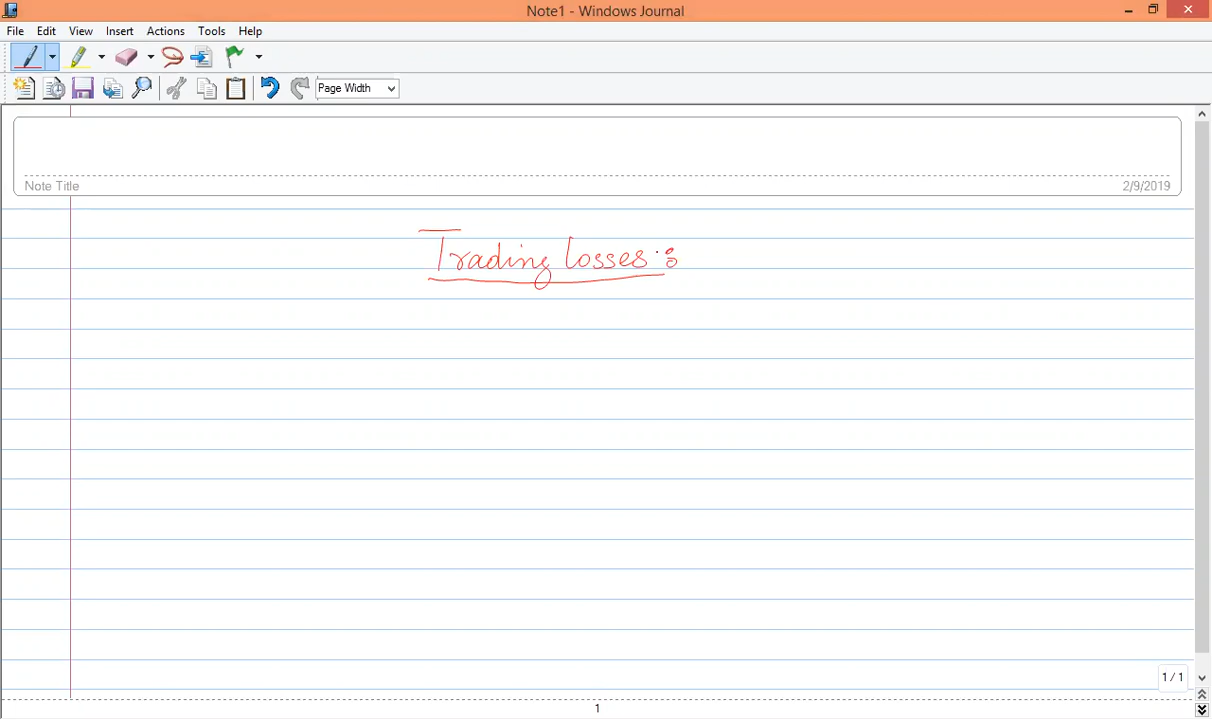 Note1 - Windows Journal
File Edit View Insert Actions Tools Help
Page Width
Note Title 2/9/2019
Trading losses :
1 / 1
1